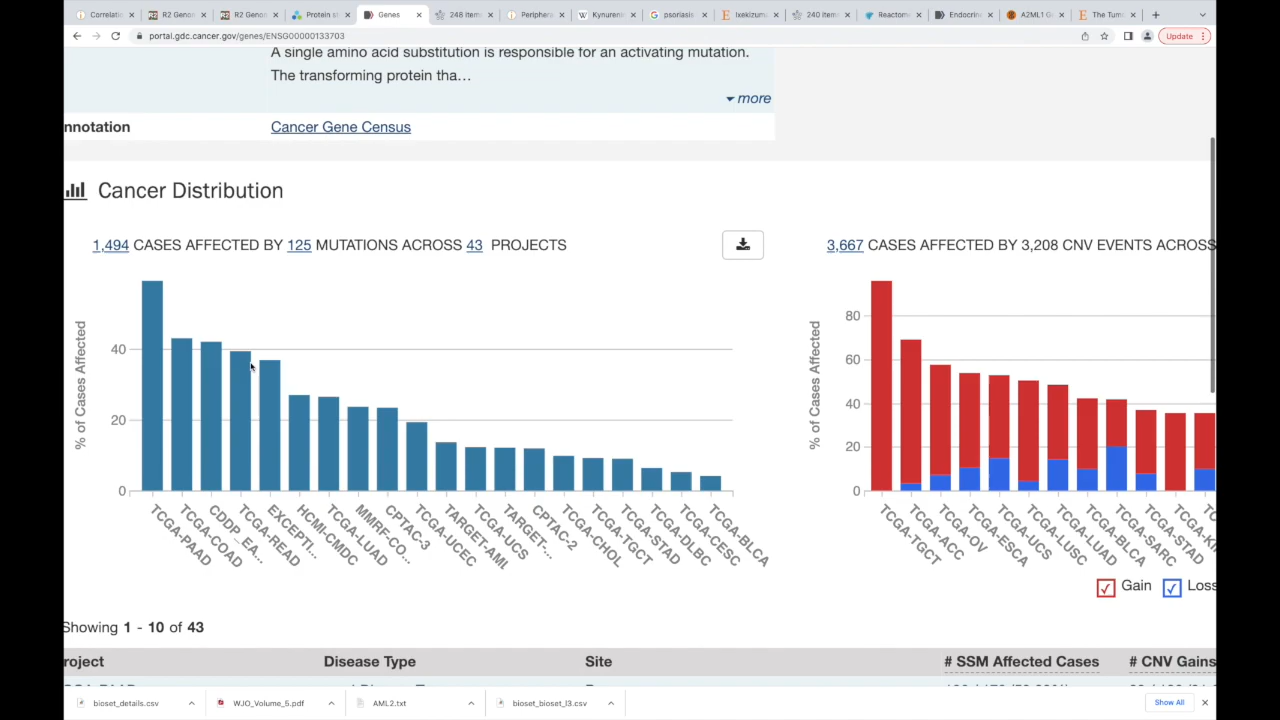 Correlatio
R2 Genom
R2 Genom
Protein s
Genes
248 item
Periphera
Kynurenin
psoriasis
Ixekizuma
240 item
Reactom
Endocrin
A2ML1 G
The Tum
portal.gdc.cancer.gov/genes/ENSG00000133703
Update
A single amino acid substitution is responsible for an activating mutation.
The transforming protein tha…
more
nnotation
Cancer Gene Census
Cancer Distribution
1,494 CASES AFFECTED BY 125 MUTATIONS ACROSS 43 PROJECTS
% of Cases Affected
40
20
0
TCGA-PAAD
TCGA-COAD
CDDP_EA...
TCGA-READ
EXCEPTI...
HCMI-CMDC
TCGA-LUAD
MMRF-CO...
CPTAC-3
TCGA-UCEC
TARGET-AML
TCGA-UCS
TARGET-...
CPTAC-2
TCGA-CHOL
TCGA-TGCT
TCGA-STAD
TCGA-DLBC
TCGA-CESC
TCGA-BLCA
3,667 CASES AFFECTED BY 3,208 CNV EVENTS ACROSS
% of Cases Affected
80
60
40
20
0
TCGA-TGCT
TCGA-ACC
TCGA-OV
TCGA-ESCA
TCGA-UCS
TCGA-LUSC
TCGA-LUAD
TCGA-BLCA
TCGA-SARC
TCGA-STAD
TCGA-KI
TC
Gain
Loss
Showing 1 - 10 of 43
roject
Disease Type
Site
# SSM Affected Cases
# CNV Gains
bioset_details.csv
WJO_Volume_5.pdf
AML2.txt
bioset_bioset_l3.csv
Show All